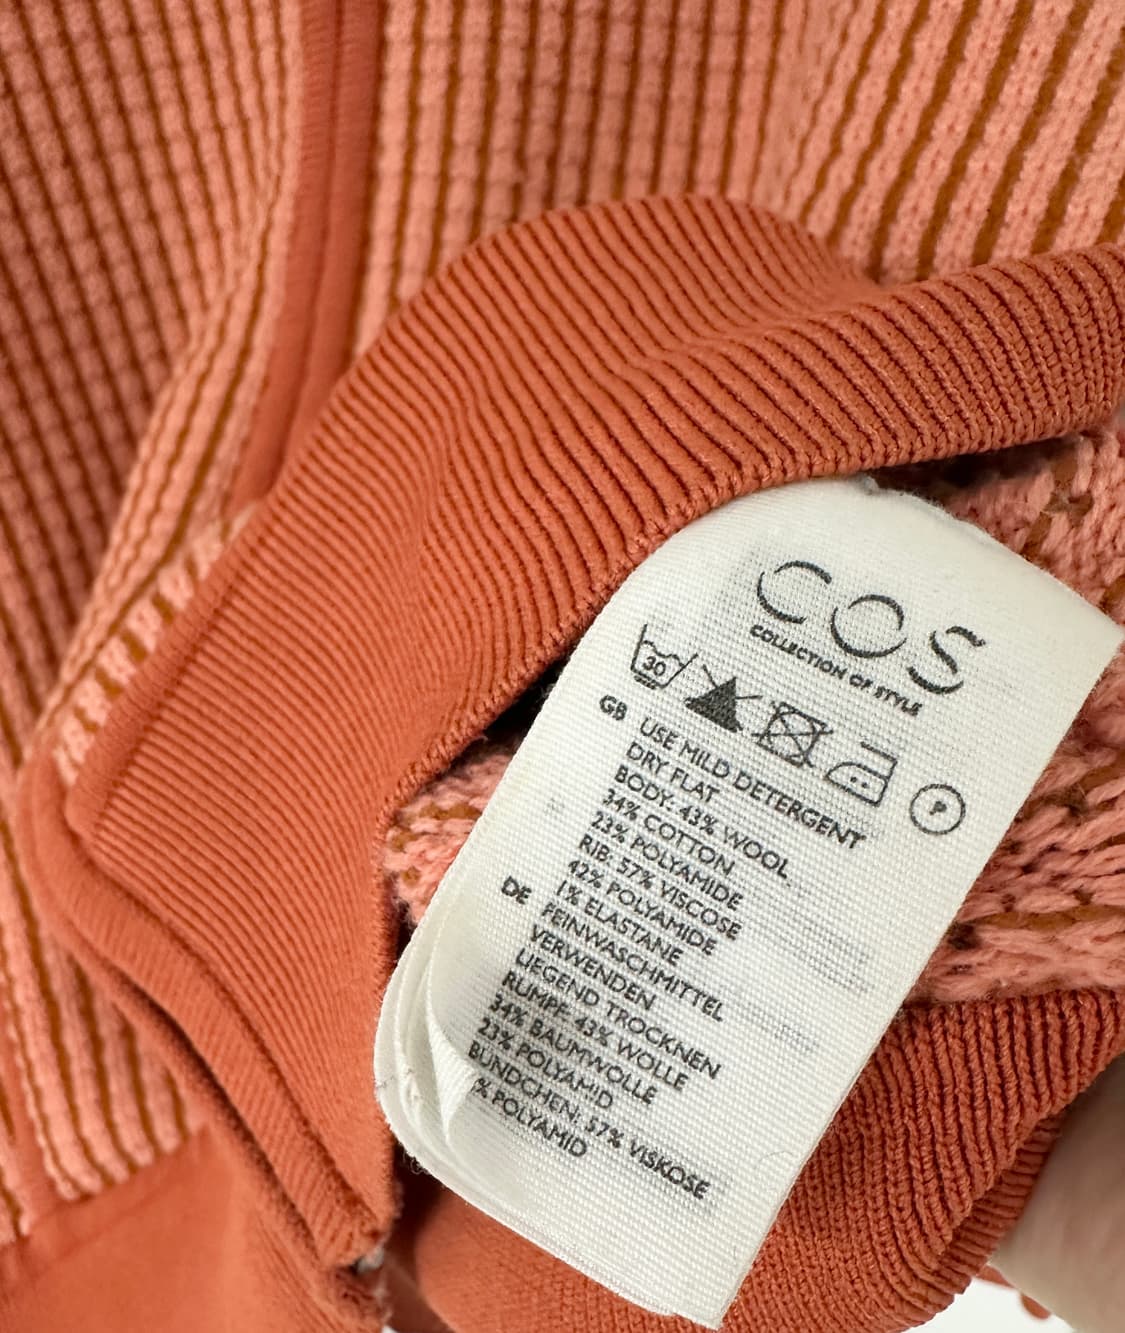 COS
COLLECTION OF STYLE
30
P
GB USE MILD DETERGENT
DRY FLAT
BODY: 43% WOOL
34% COTTON
23% POLYAMIDE
RIB: 57% VISCOSE
42% POLYAMIDE
1% ELASTANE
DE FEINWASCHMITTEL
VERWENDEN
LIEGEND TROCKNEN
RUMPF: 43% WOLLE
34% BAUMWOLLE
23% POLYAMID
BÜNDCHEN: 57% VISKOSE
% POLYAMID